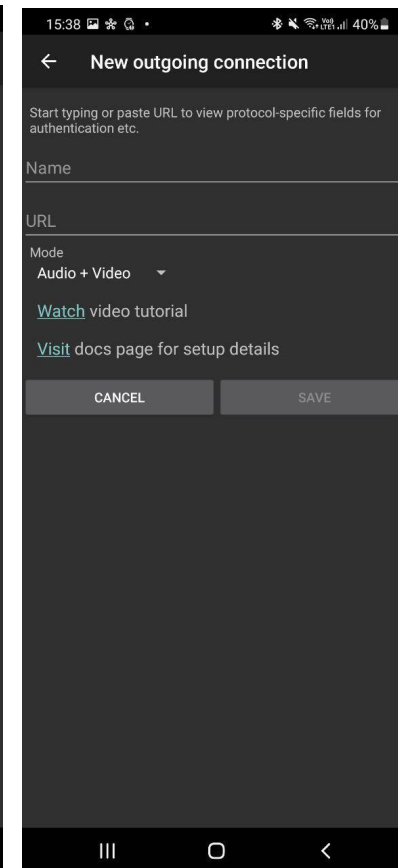 15:38 40%
New outgoing connection
Start typing or paste URL to view protocol-specific fields for
authentication etc.
Name
URL
Mode
Audio + Video
Watch video tutorial
Visit docs page for setup details
CANCEL SAVE